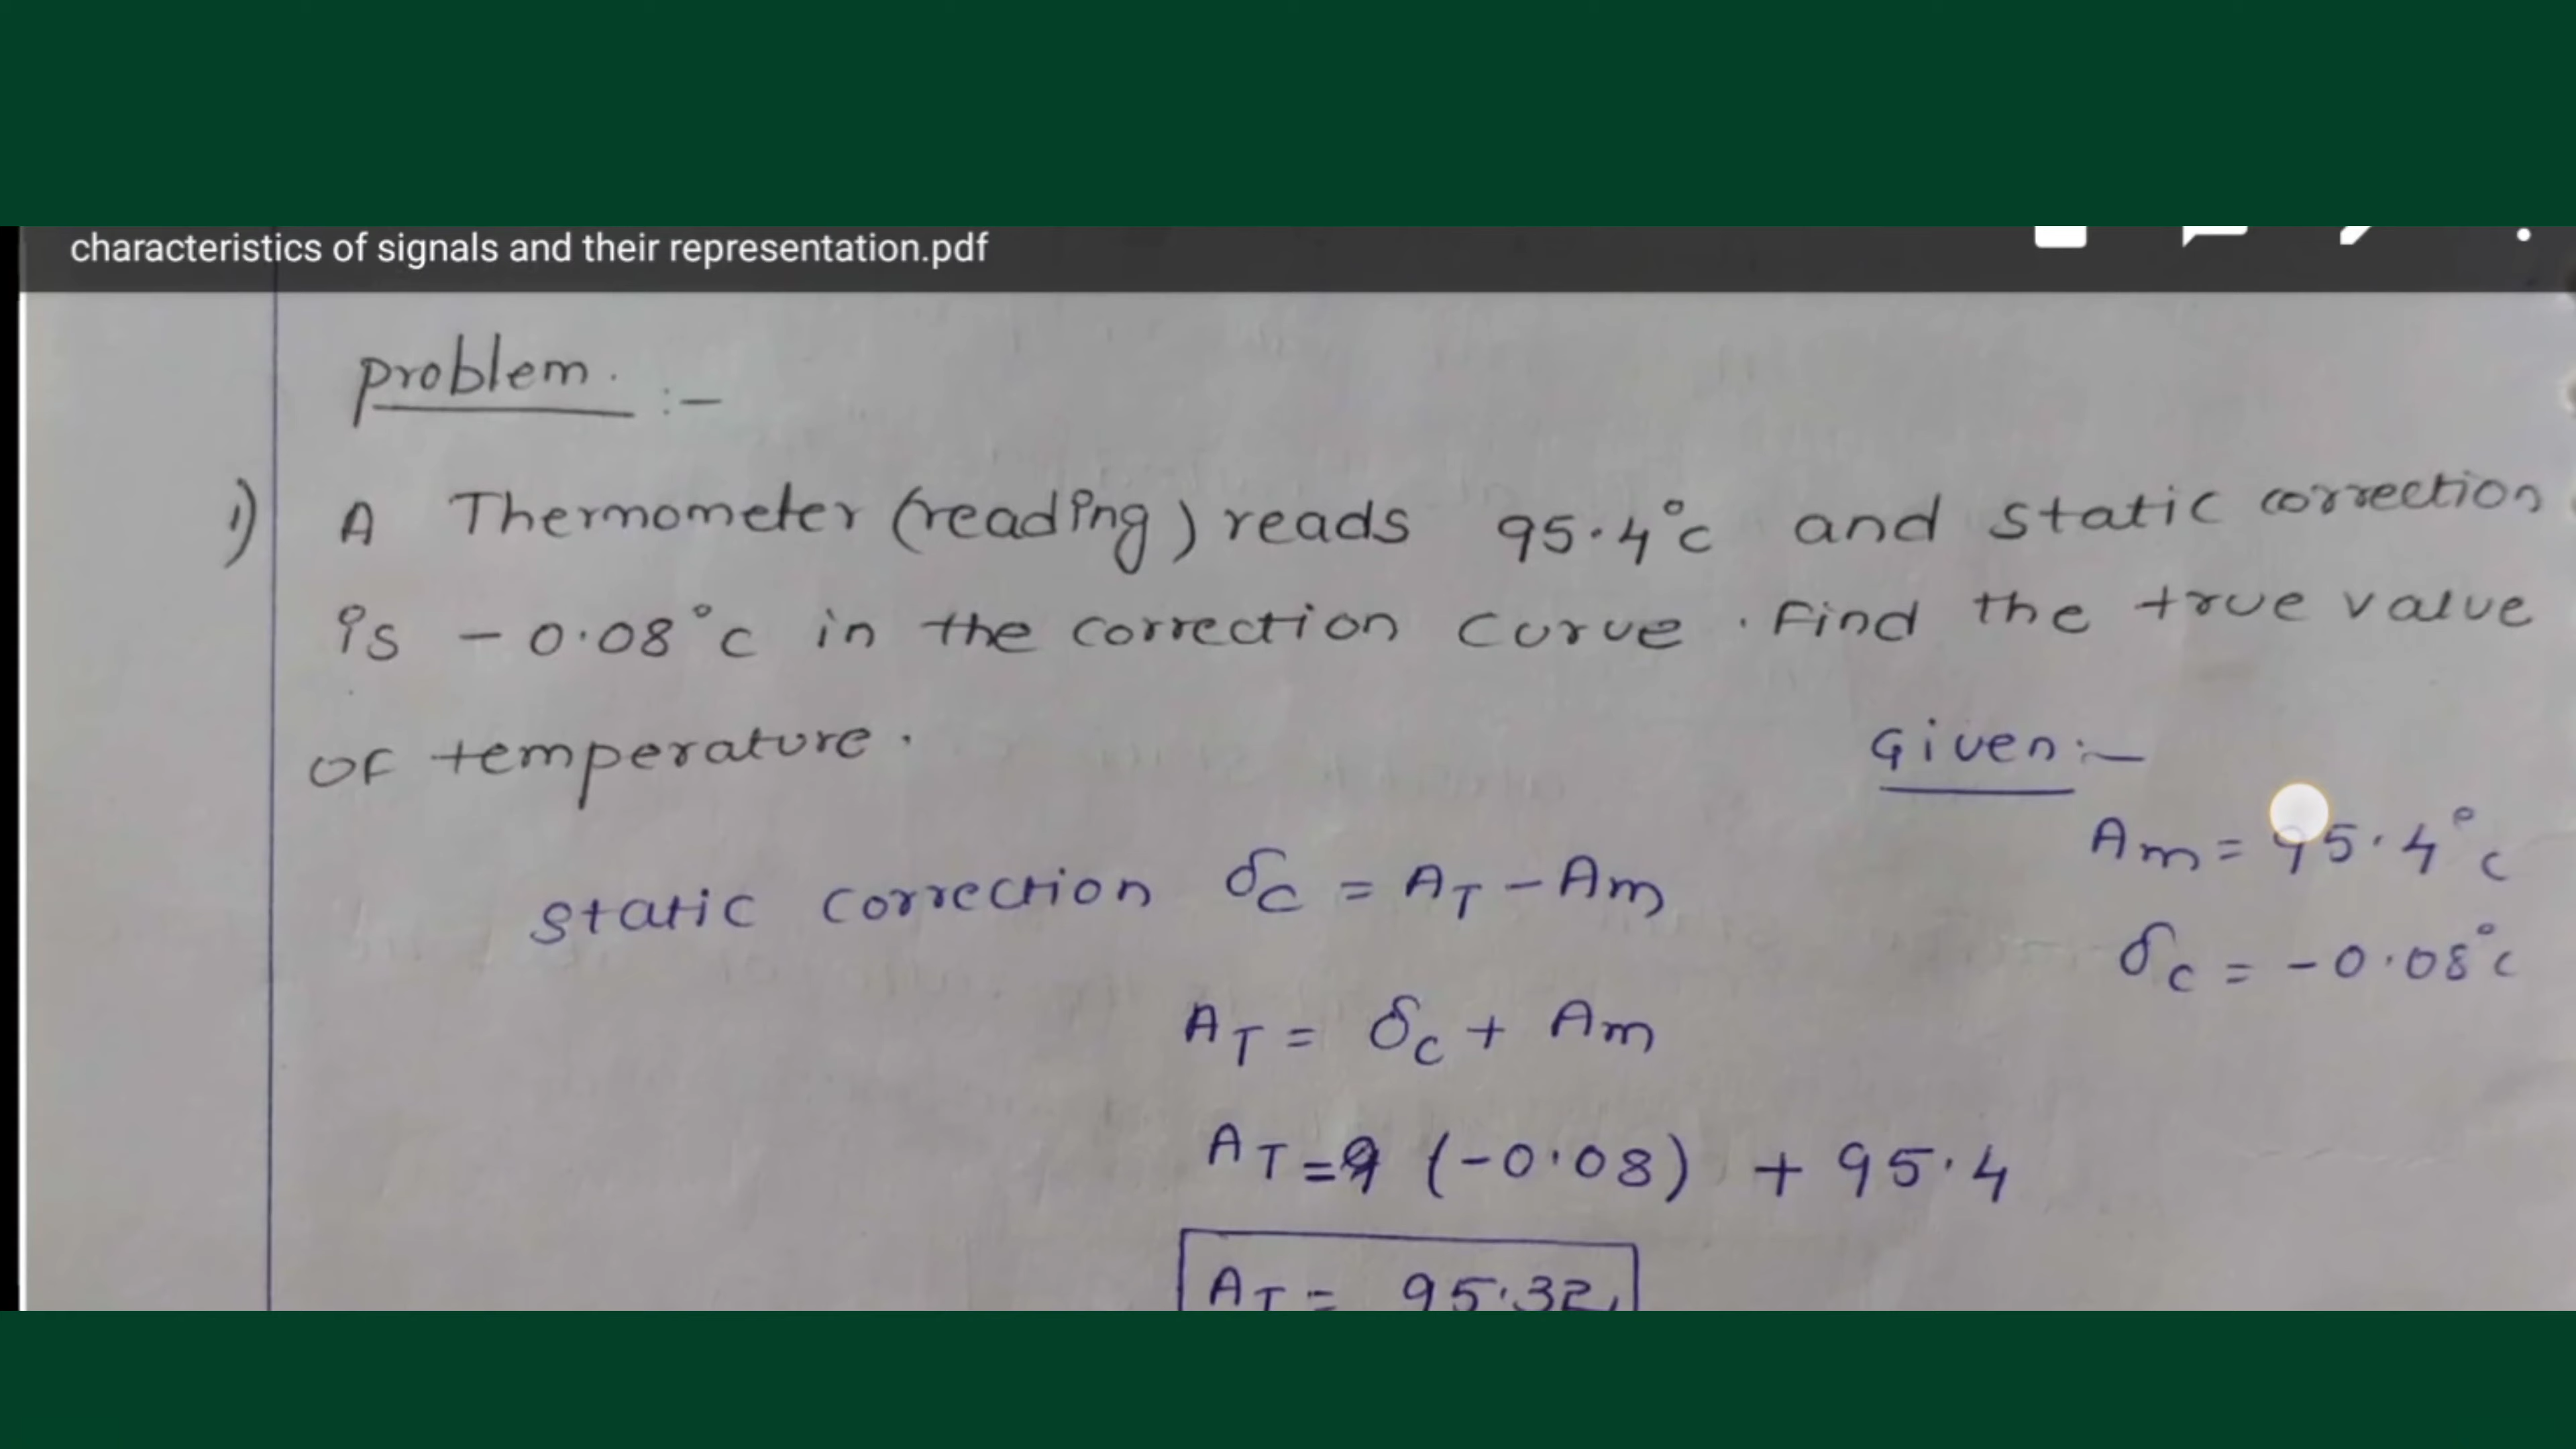 characteristics of signals and their representation.pdf
problem. :-
1) A Thermometer (reading) reads 95.4°c and static correction
is - 0.08°c in the correction curve. Find the true value
of temperature.
Given:-
Am = 95.4°c
static correction δc = AT - Am
δc = -0.08°c
AT = δc + Am
AT = (-0.08) + 95.4
AT = 95.32